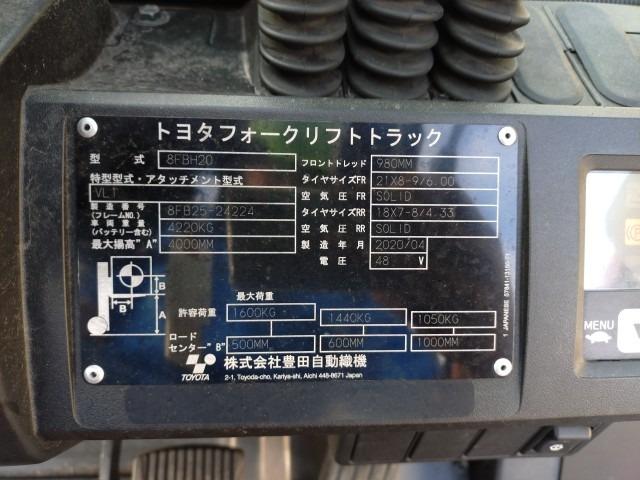 トヨタフォークリフトトラック
型 式 8FBH20 フロントトレッド 980MM
特型型式・アタッチメント型式 タイヤサイズFR 21X8-9/6.00
VL1 空気圧FR SOLID
製造番号 (フレームNO.) 8FB25-24224 タイヤサイズRR 18X7-8/4.33
車両重量 (バッテリー含む) 4220KG 空気圧RR SOLID
最大揚高"A" 4000MM 製造年月 2020/04
電圧 48 V
B
B A
最大荷重
許容荷重 1600KG 1440KG 1050KG
ロードセンター"B" 500MM 600MM 1000MM
TOYOTA 株式会社豊田自動織機
2-1, Toyoda-cho, Kariya-shi, Aichi 448-8671 Japan
MENU